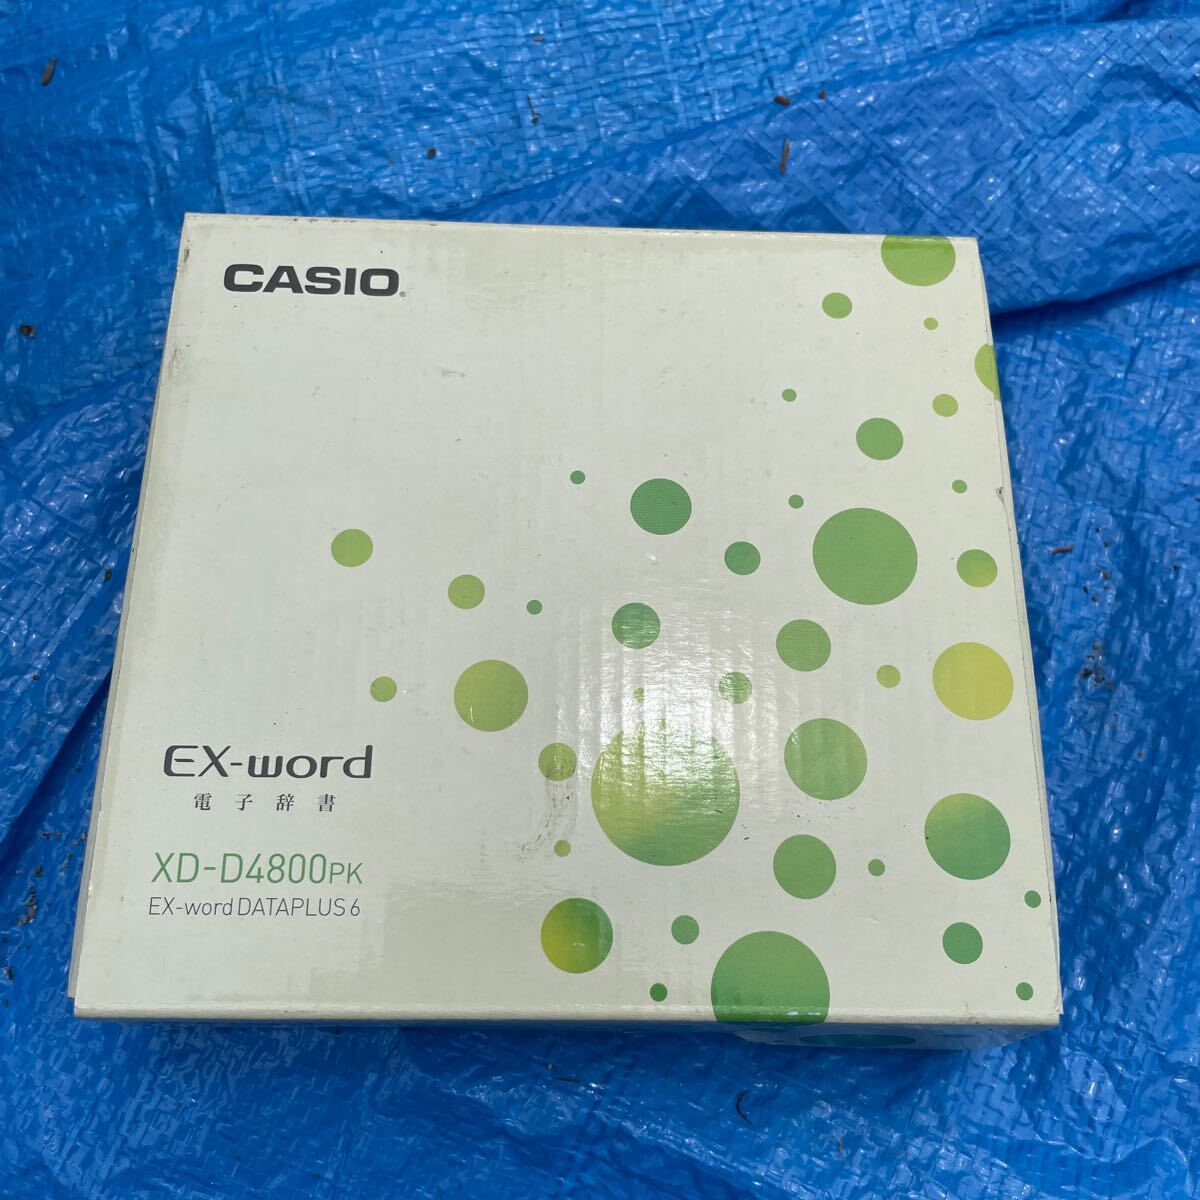 CASIO®
EX-word
電子辞書
XD-D4800PK
EX-word DATAPLUS 6